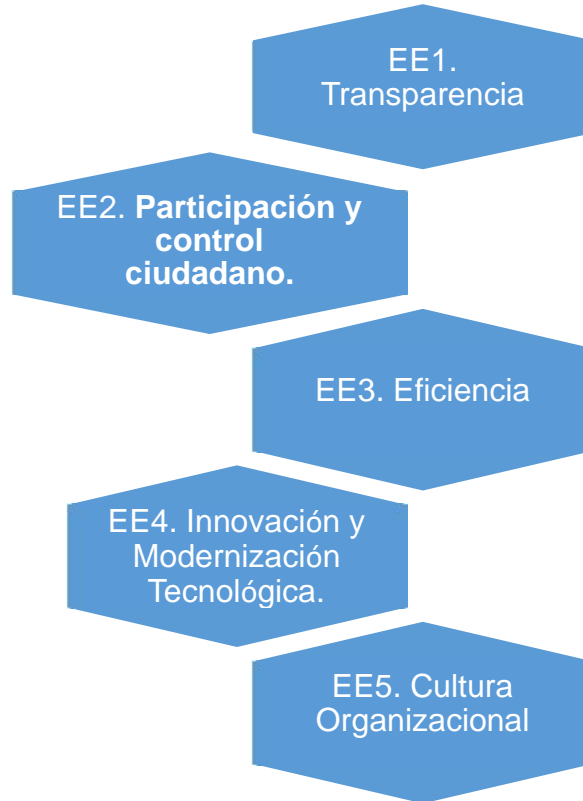 EE1.
Transparencia
EE2. Participación y
control
ciudadano.
EE3. Eficiencia
EE4. Innovación y
Modernización
Tecnológica.
EE5. Cultura
Organizacional